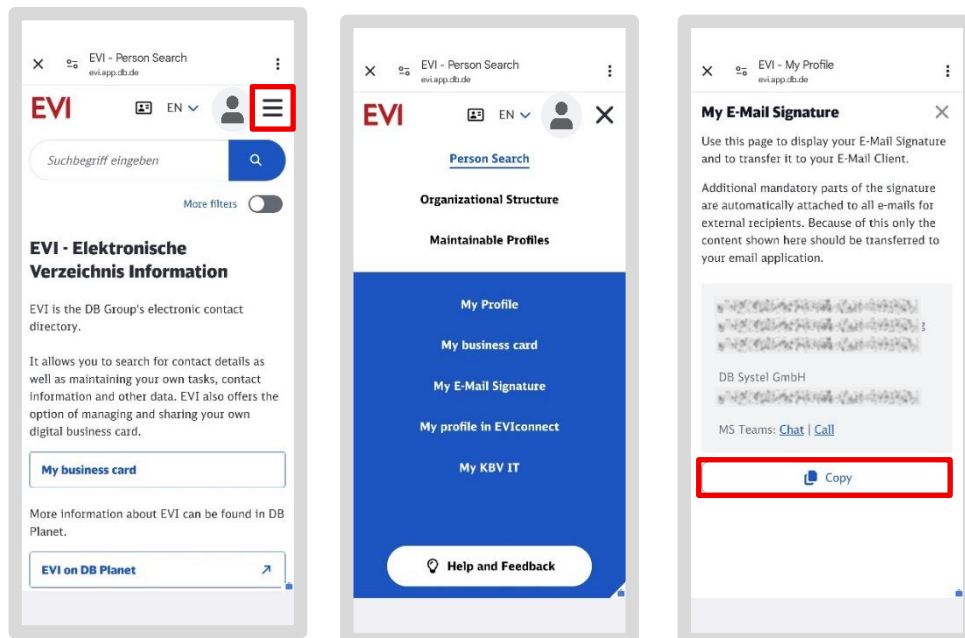 EVI - Person Search
evi.app.db.de
EVI
EN
Suchbegriff eingeben
More filters
EVI - Elektronische
Verzeichnis Information
EVI is the DB Group's electronic contact
directory.
It allows you to search for contact details as
well as maintaining your own tasks, contact
information and other data. EVI also offers the
option of managing and sharing your own
digital business card.
My business card
More information about EVI can be found in DB
Planet.
EVI on DB Planet
EVI - Person Search
evi.app.db.de
EVI
EN
Person Search
Organizational Structure
Maintainable Profiles
My Profile
My business card
My E-Mail Signature
My profile in EVIconnect
My KBV IT
Help and Feedback
EVI - My Profile
evi.app.db.de
My E-Mail Signature
Use this page to display your E-Mail Signature
and to transfer it to your E-Mail Client.
Additional mandatory parts of the signature
are automatically attached to all e-mails for
external recipients. Because of this only the
content shown here should be transferred to
your email application.
DB Systel GmbH
MS Teams: Chat | Call
Copy